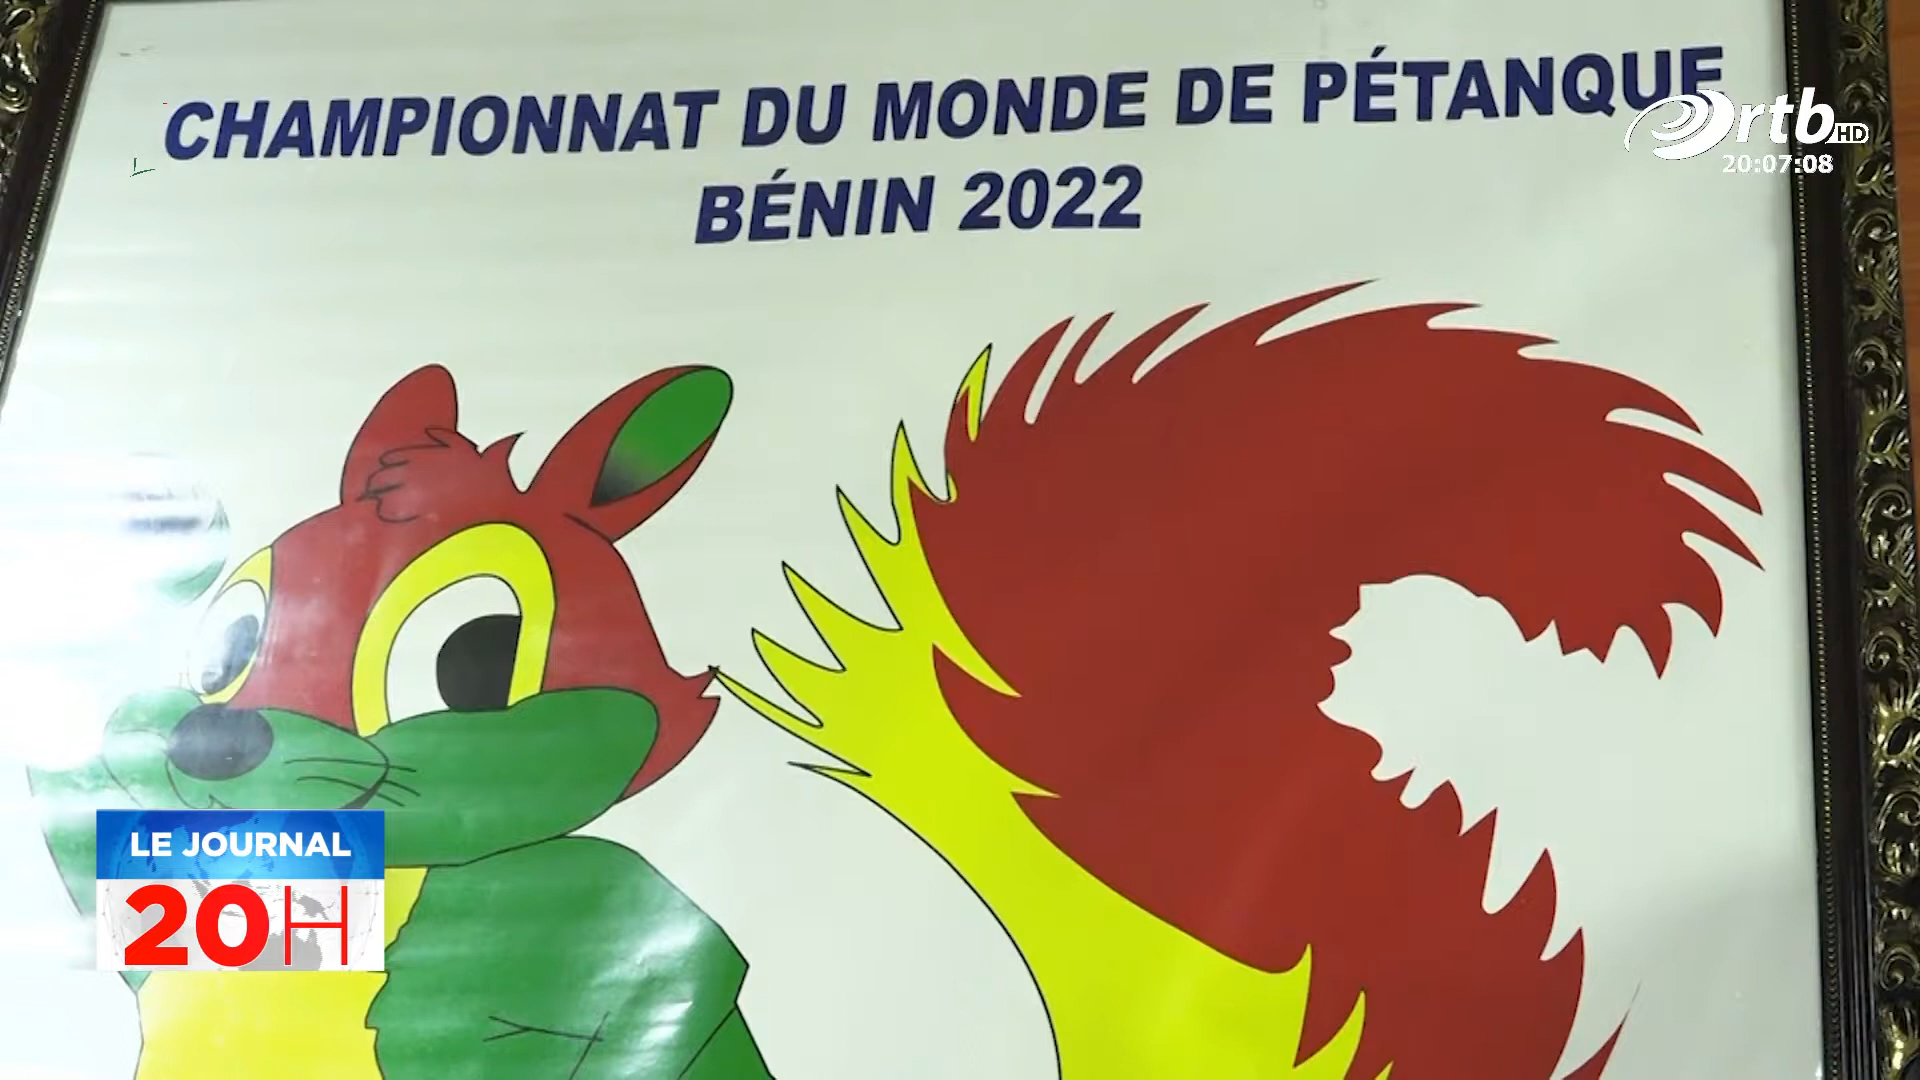 CHAMPIONNAT DU MONDE DE PÉTANQUE
BÉNIN 2022
ortb HD
20:07:08
LE JOURNAL
20H